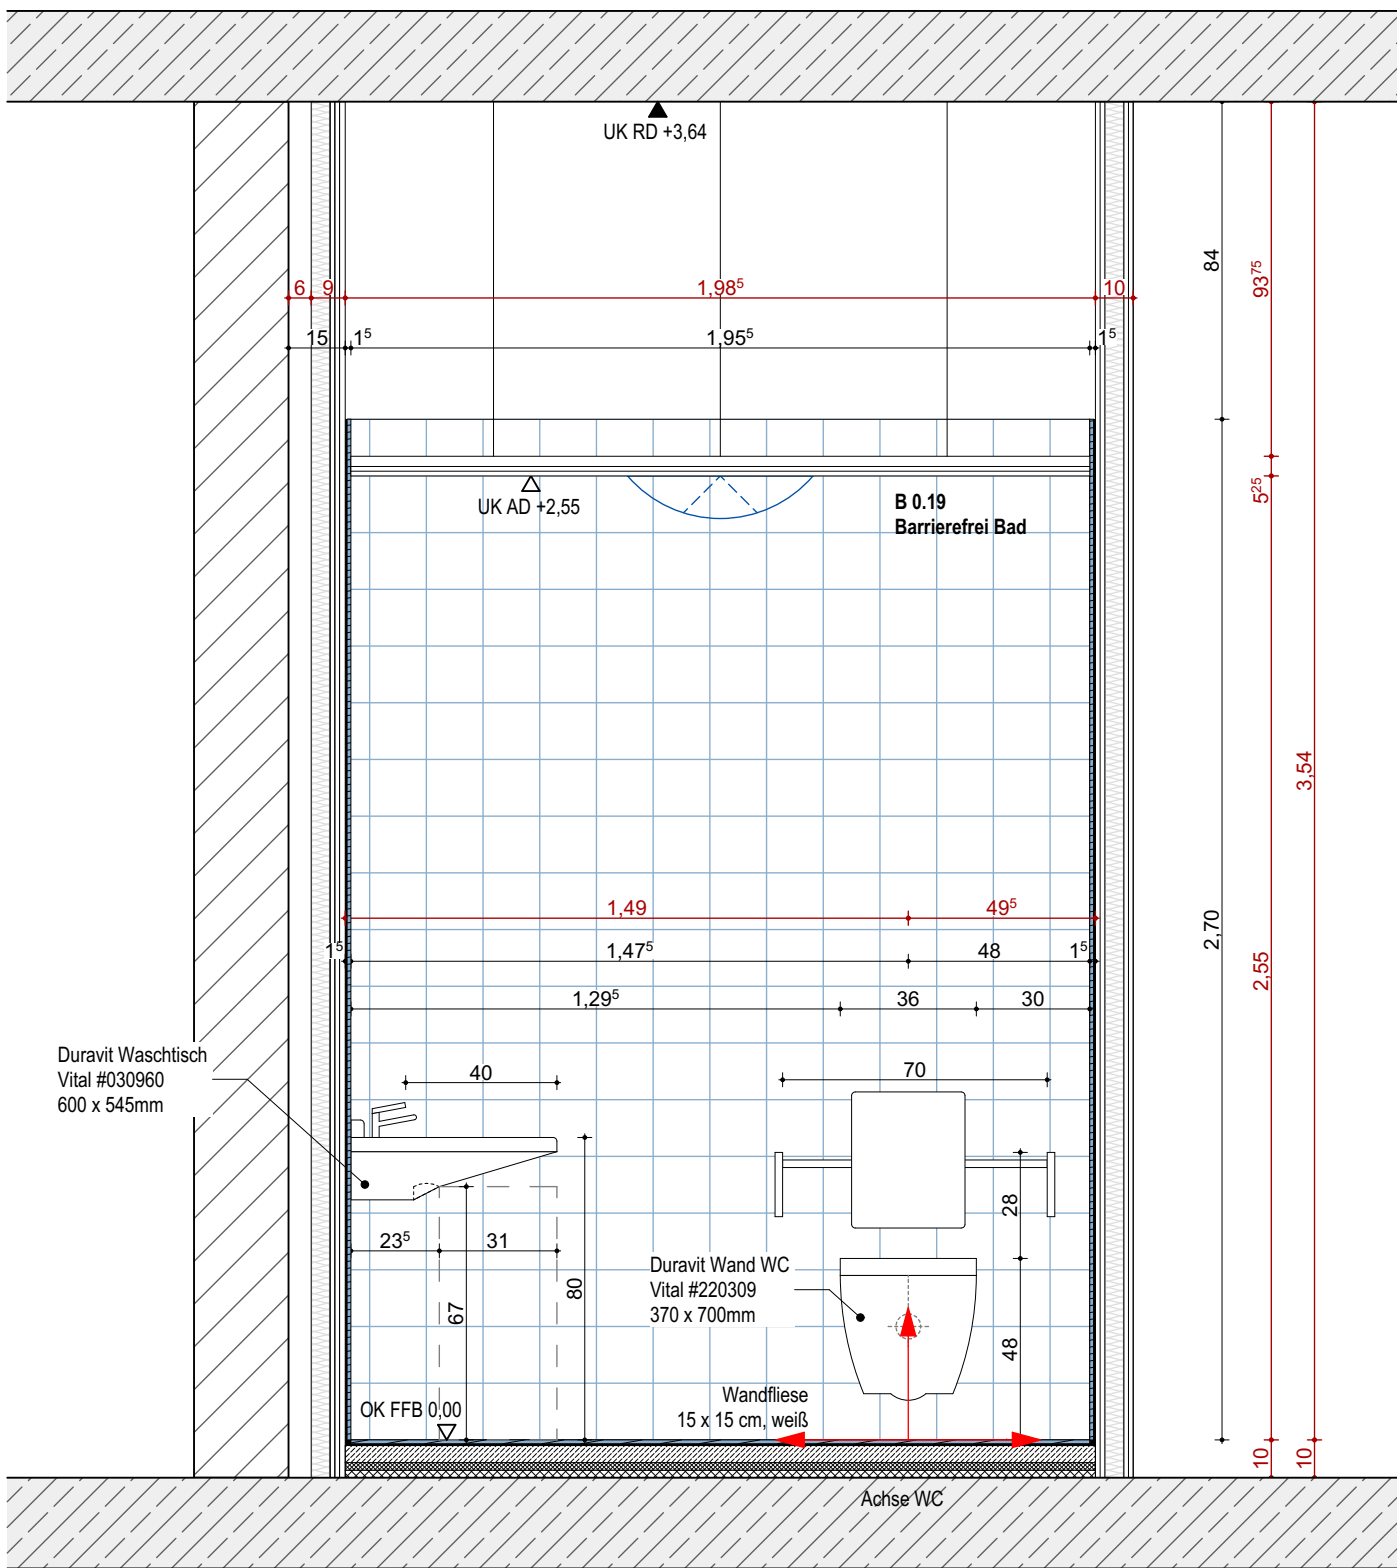 UK RD +3,64
84
93⁷⁵
6
9
1,98⁵
10
15
1⁵
1,95⁵
1⁵
UK AD +2,55
5²⁵
B 0.19
Barrierefrei Bad
3,54
1,49
49⁵
2,70
1⁵
1,47⁵
48
1⁵
2,55
1,29⁵
36
30
Duravit Waschtisch
Vital #030960
600 x 545mm
40
70
28
23⁵
31
Duravit Wand WC
Vital #220309
370 x 700mm
80
67
48
Wandfliese
15 x 15 cm, weiß
OK FFB 0,00
10
10
Achse WC